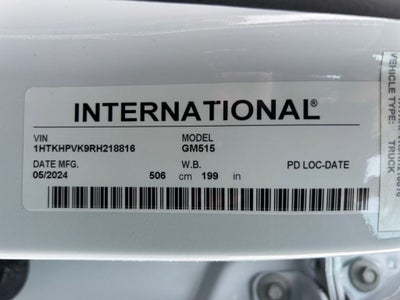 INTERNATIONAL®
VIN MODEL
1HTKHPVK9RH218816 GM515
DATE MFG. W.B. PD LOC-DATE
05/2024 506 cm 199 in
VEHICLE TYPE:
TRUCK